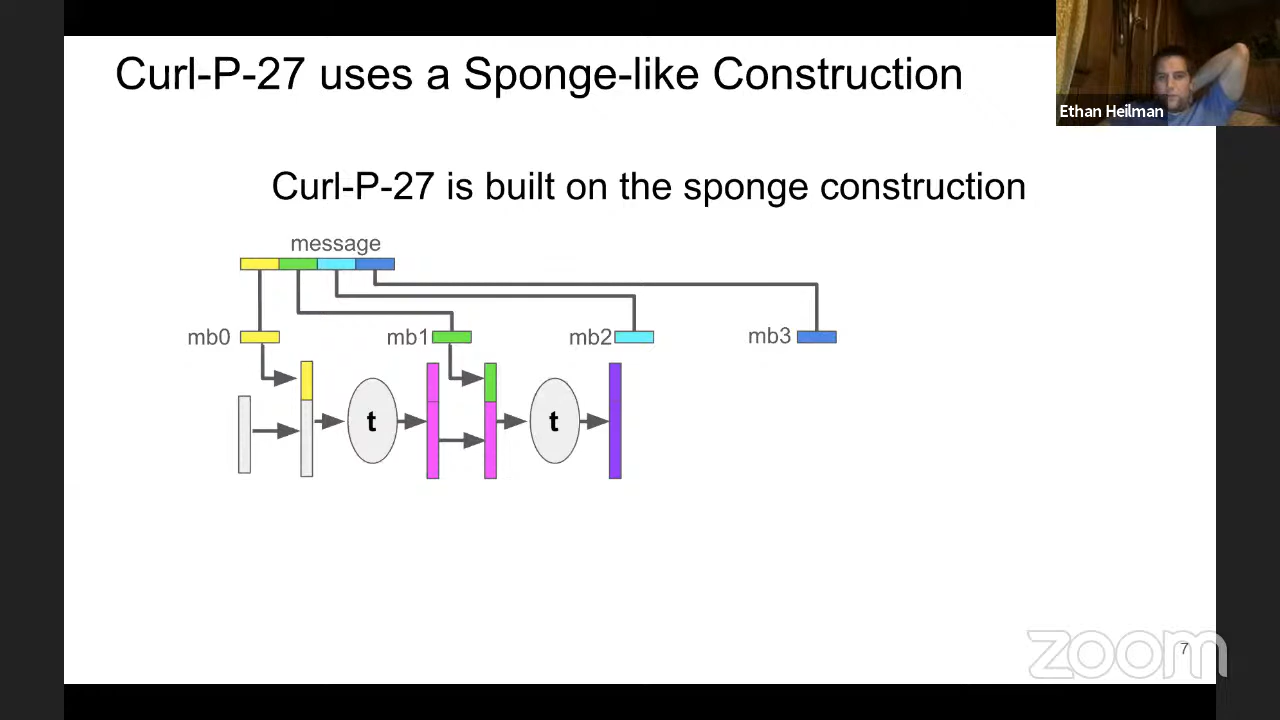 Curl-P-27 uses a Sponge-like Construction
Ethan Heilman
Curl-P-27 is built on the sponge construction
message
mb0
mb1
mb2
mb3
t
t
zoom
7